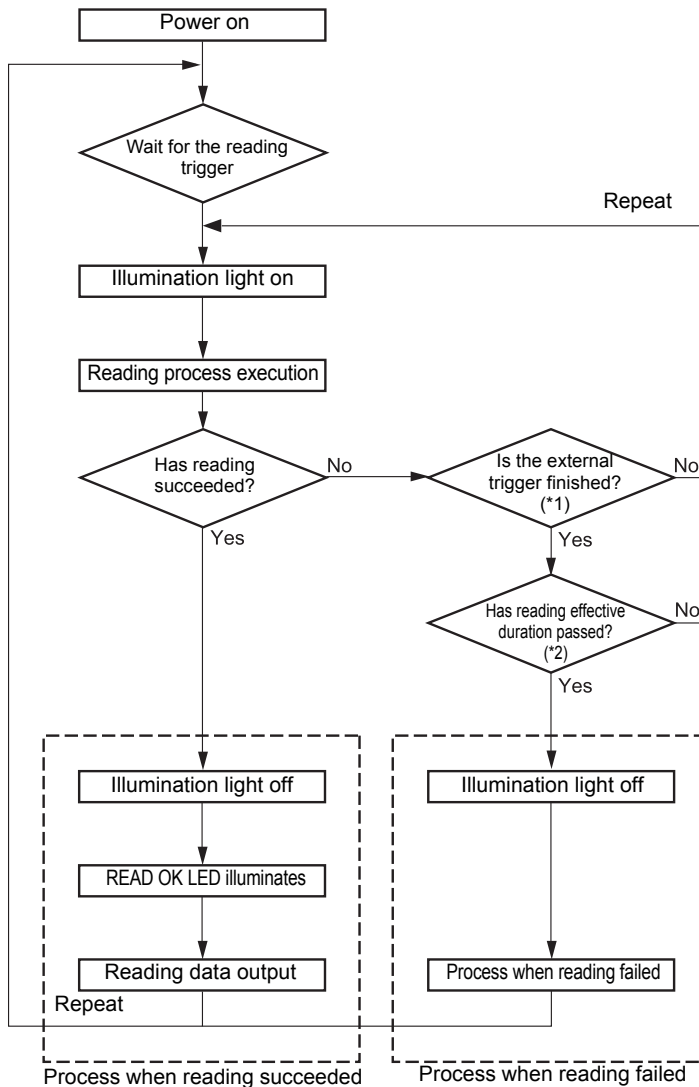 Power on
Wait for the reading
trigger
Repeat
Illumination light on
Reading process execution
Has reading
succeeded?
No
Is the external
trigger finished?
(*1)
No
Yes
Yes
Has reading effective
duration passed?
(*2)
No
Yes
Illumination light off
Illumination light off
READ OK LED illuminates
Reading data output
Process when reading failed
Repeat
Process when reading succeeded
Process when reading failed